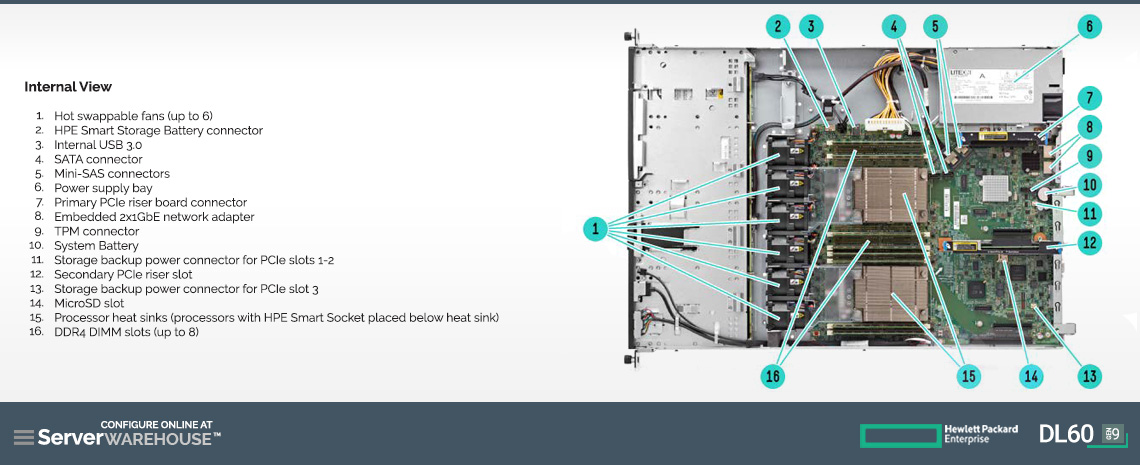 Internal View
1. Hot swappable fans (up to 6)
2. HPE Smart Storage Battery connector
3. Internal USB 3.0
4. SATA connector
5. Mini-SAS connectors
6. Power supply bay
7. Primary PCIe riser board connector
8. Embedded 2x1GbE network adapter
9. TPM connector
10. System Battery
11. Storage backup power connector for PCIe slots 1-2
12. Secondary PCIe riser slot
13. Storage backup power connector for PCIe slot 3
14. MicroSD slot
15. Processor heat sinks (processors with HPE Smart Socket placed below heat sink)
16. DDR4 DIMM slots (up to 8)
2 3 4 5 6
7
8
9
10
11
12
1
16 15 14 13
LITEON
CONFIGURE ONLINE AT
ServerWAREHOUSE™
Hewlett Packard
Enterprise
DL60 GEN 9